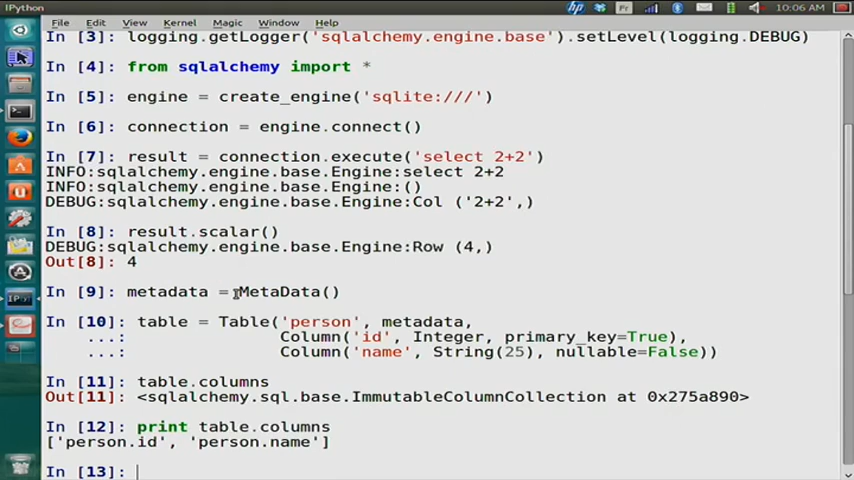 IPython
Fr
10:06 AM
File Edit View Kernel Magic Window Help
In [3]: logging.getLogger('sqlalchemy.engine.base').setLevel(logging.DEBUG)
In [4]: from sqlalchemy import *
In [5]: engine = create_engine('sqlite:///')
In [6]: connection = engine.connect()
In [7]: result = connection.execute('select 2+2')
INFO:sqlalchemy.engine.base.Engine:select 2+2
INFO:sqlalchemy.engine.base.Engine:()
DEBUG:sqlalchemy.engine.base.Engine:Col ('2+2',)
In [8]: result.scalar()
DEBUG:sqlalchemy.engine.base.Engine:Row (4,)
Out[8]: 4
In [9]: metadata = MetaData()
In [10]: table = Table('person', metadata,
...: Column('id', Integer, primary_key=True),
...: Column('name', String(25), nullable=False))
In [11]: table.columns
Out[11]: <sqlalchemy.sql.base.ImmutableColumnCollection at 0x275a890>
In [12]: print table.columns
['person.id', 'person.name']
In [13]: